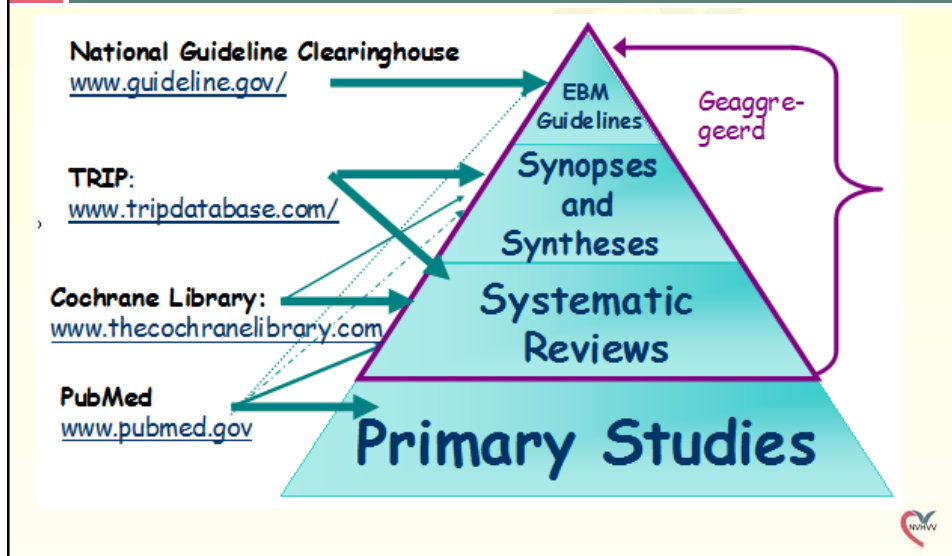 National Guideline Clearinghouse
www.guideline.gov/
TRIP:
www.tripdatabase.com/
Cochrane Library:
www.thecochranelibrary.com
PubMed
www.pubmed.gov
EBM
Guidelines
Synopses
and
Syntheses
Systematic
Reviews
Primary Studies
Geaggre-
geerd
NVHVV